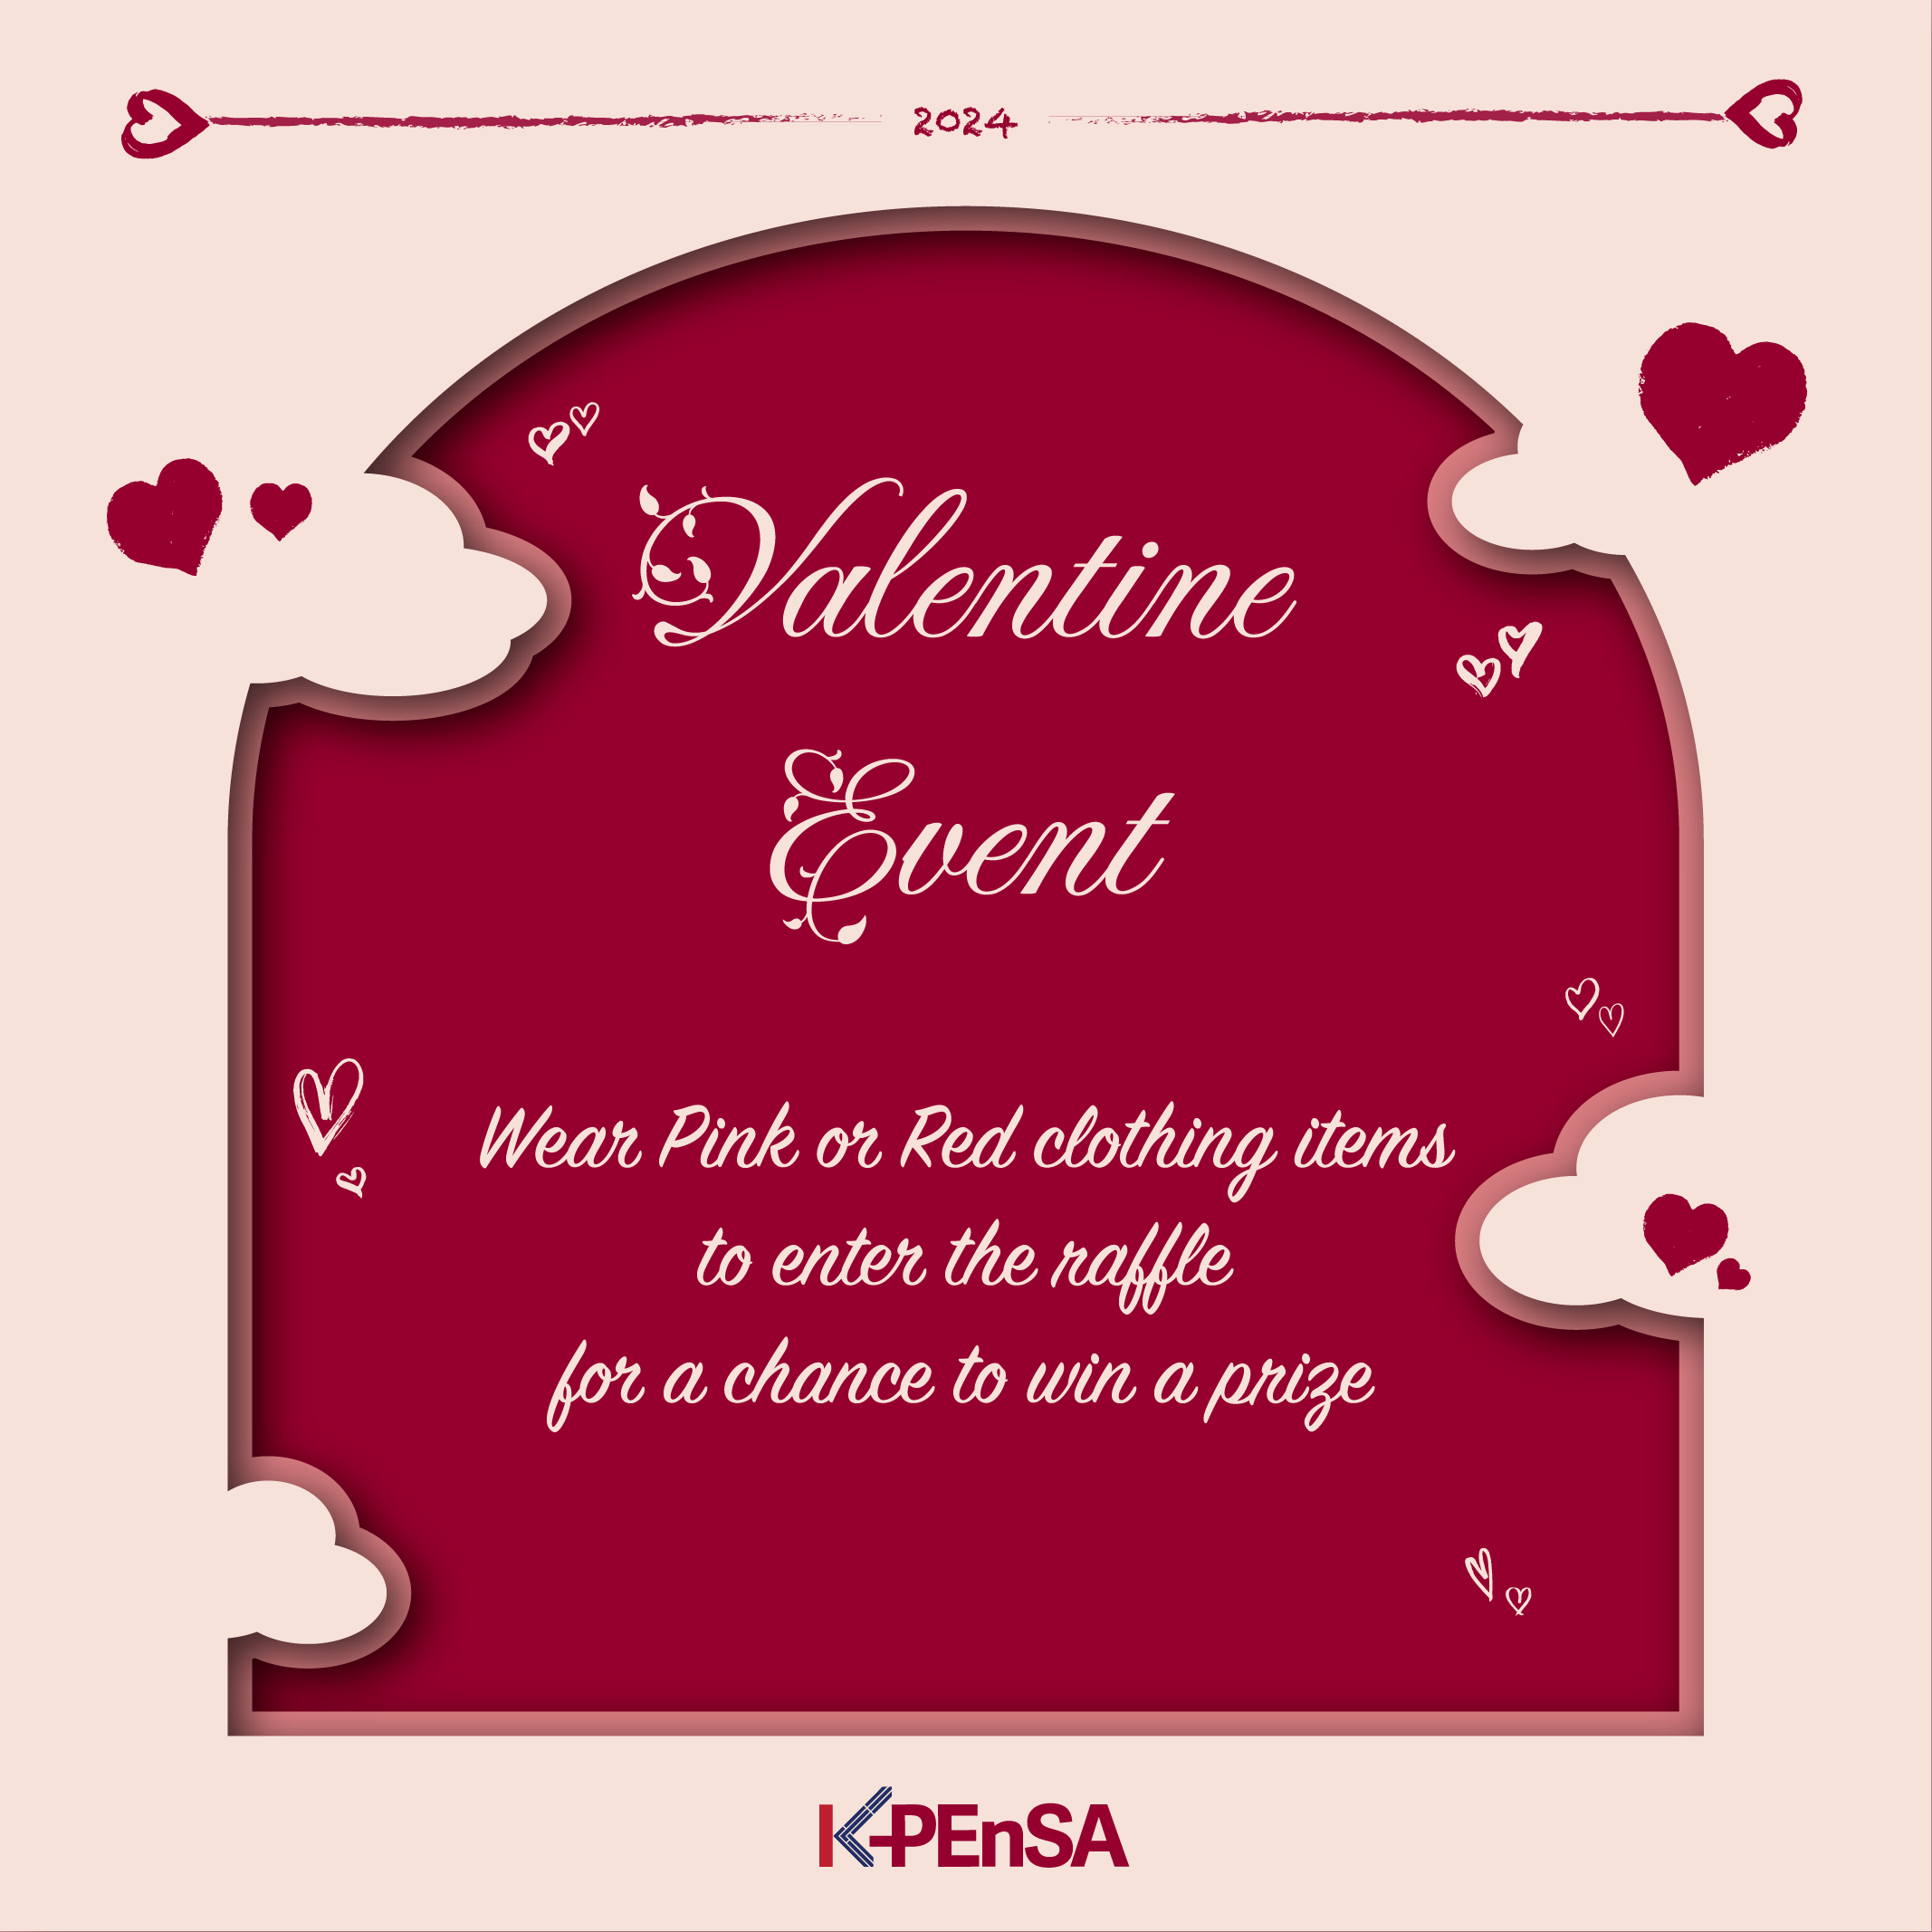 2024
Valentine
Event
Wear Pink or Red clothing items
to enter the raffle
for a chance to win a prize
K-PEnSA